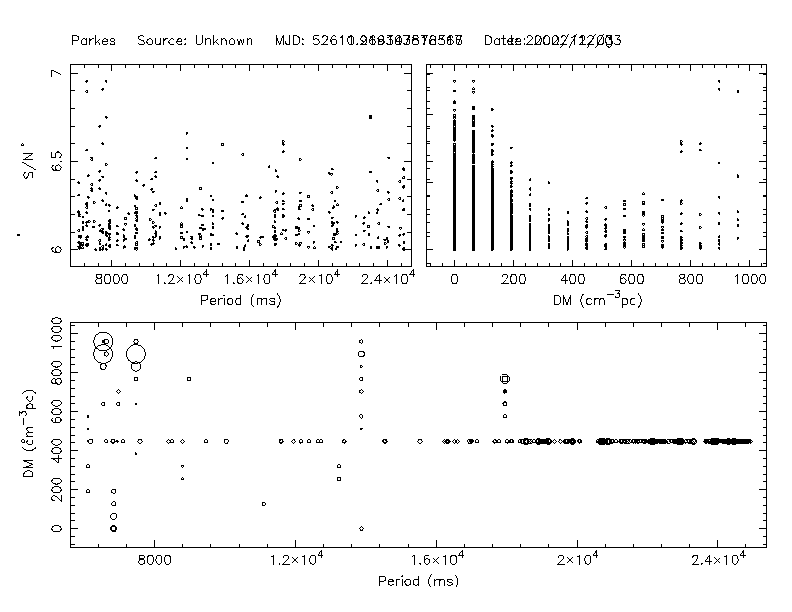 Parkes Source: Unknown MJD: Date:
7
6.5
6
S/N
8000 1.2×10⁴ 1.6×10⁴ 2×10⁴ 2.4×10⁴
Period (ms)
0 200 400 600 800 1000
DM (cm⁻³pc)
1000
800
600
400
200
0
DM (cm⁻³pc)
8000 1.2×10⁴ 1.6×10⁴ 2×10⁴ 2.4×10⁴
Period (ms)